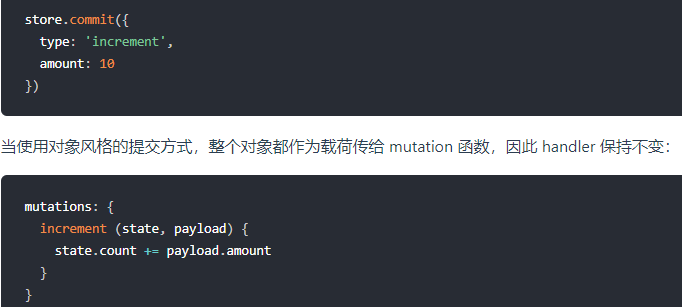 store.commit({
  type: 'increment',
  amount: 10
})
当使用对象风格的提交方式，整个对象都作为载荷传给 mutation 函数，因此 handler 保持不变：
mutations: {
  increment (state, payload) {
    state.count += payload.amount
  }
}